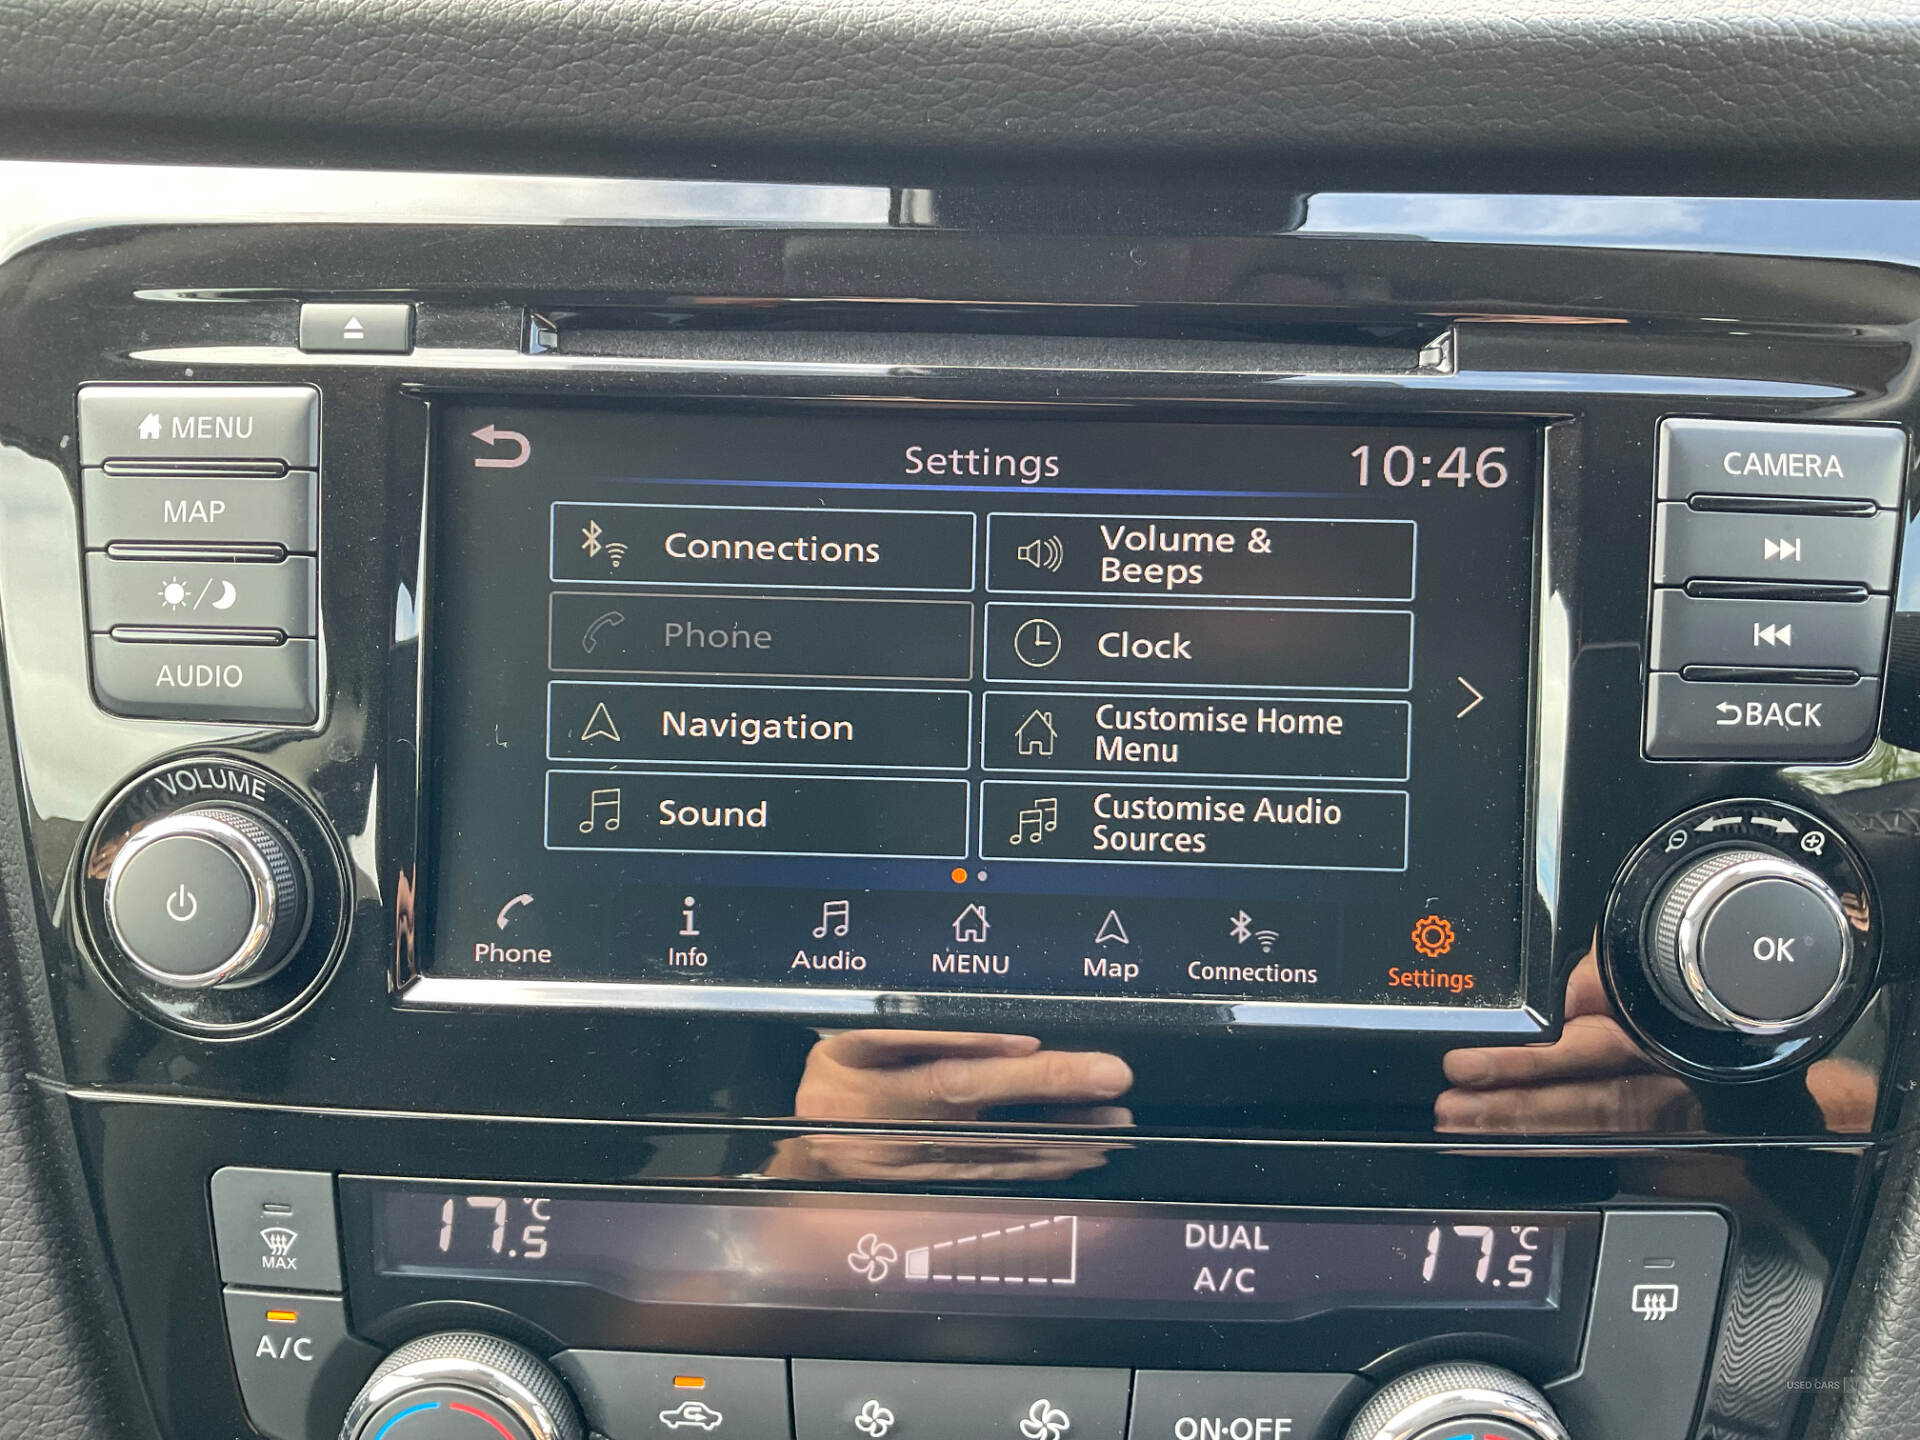 MENU
MAP
AUDIO
VOLUME
Settings
10:46
Connections
Volume &
Beeps
Phone
Clock
Navigation
Customise Home
Menu
Sound
Customise Audio
Sources
Phone
Info
Audio
MENU
Map
Connections
Settings
CAMERA
BACK
OK
MAX
A/C
17.5°C
DUAL
A/C
17.5°C
ON•OFF
USED CARS